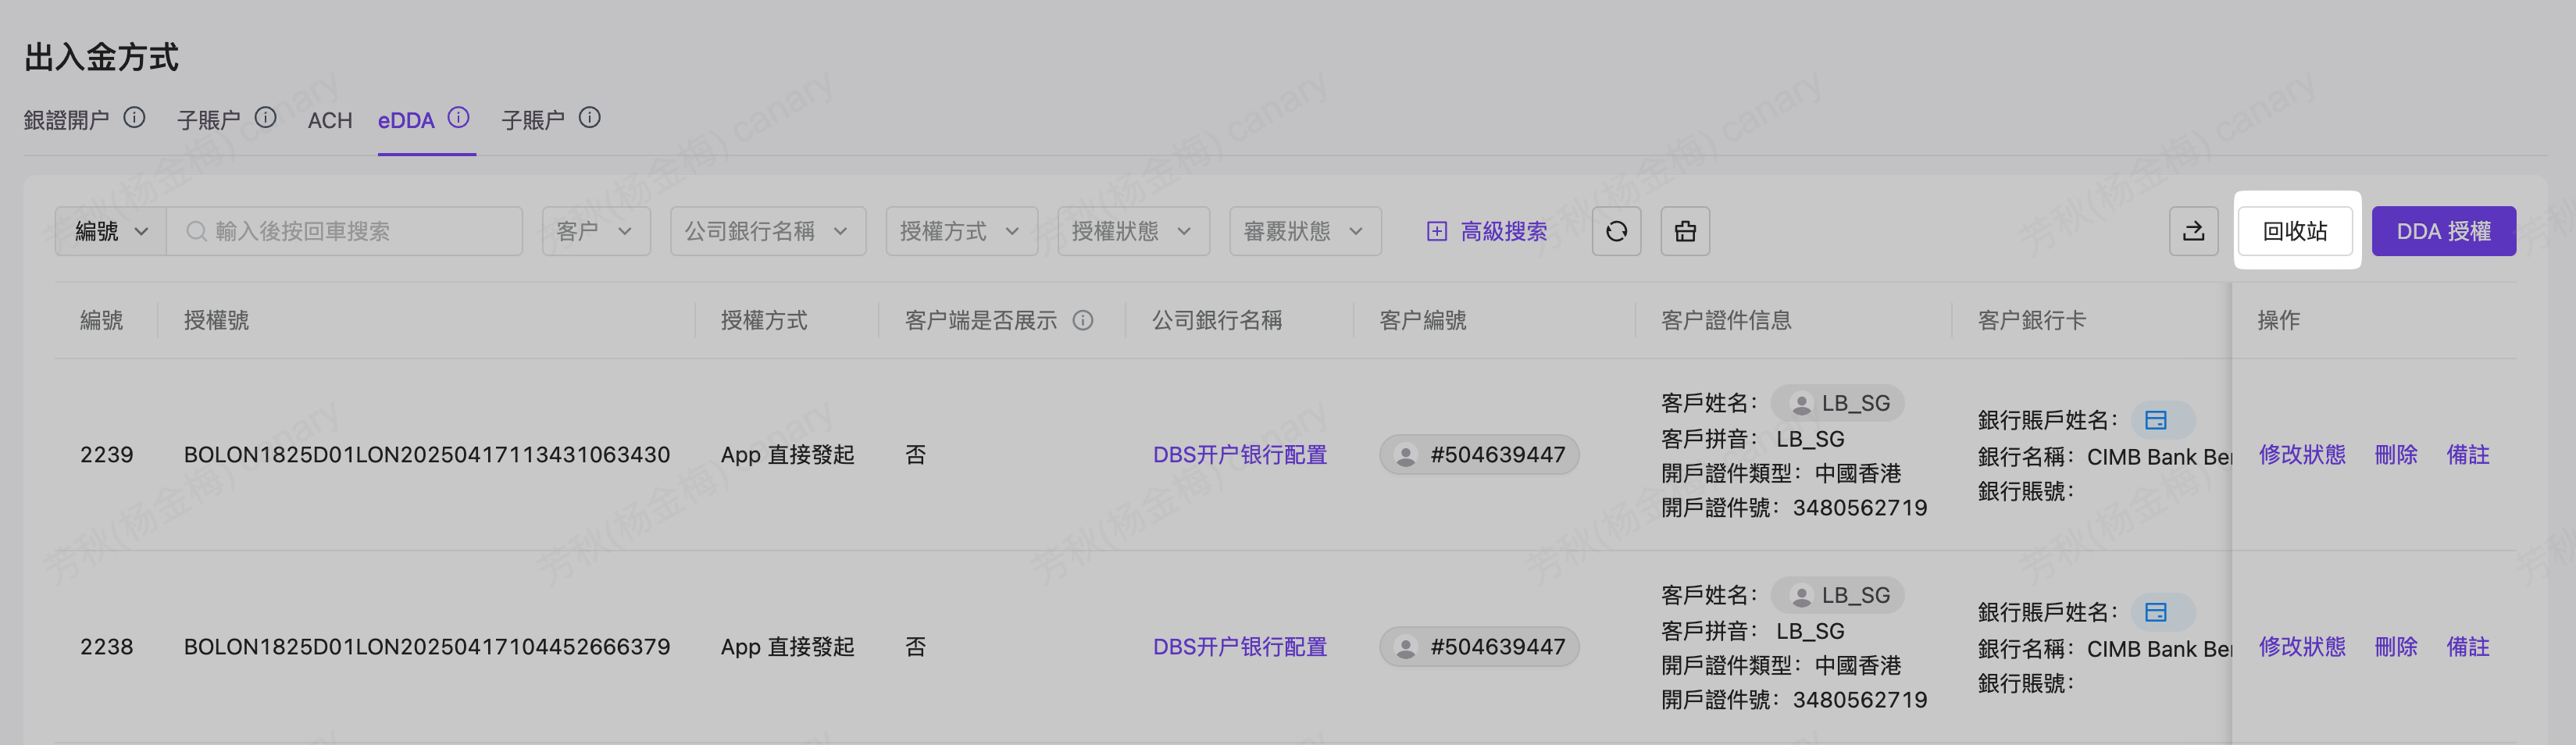 出入金方式
銀證開户 子賬户 ACH eDDA 子賬户
編號 輸入後按回車搜索 客户 公司銀行名稱 授權方式 授權狀態 審覈狀態 高級搜索 回收站 DDA 授權
編號 授權號 授權方式 客户端是否展示 公司銀行名稱 客户編號 客户證件信息 客户銀行卡 操作
2239 BOLON1825D01LON20250417113431063430 App 直接發起 否 DBS开户银行配置 #504639447
客戶姓名: LB_SG
客戶拼音: LB_SG
開戶證件類型: 中國香港
開戶證件號: 3480562719
銀行賬戶姓名:
銀行名稱: CIMB Bank Ber
銀行賬號:
修改狀態 刪除 備註
2238 BOLON1825D01LON20250417104452666379 App 直接發起 否 DBS开户银行配置 #504639447
客戶姓名: LB_SG
客戶拼音: LB_SG
開戶證件類型: 中國香港
開戶證件號: 3480562719
銀行賬戶姓名:
銀行名稱: CIMB Bank Ber
銀行賬號:
修改狀態 刪除 備註
芳秋(杨金梅) canary